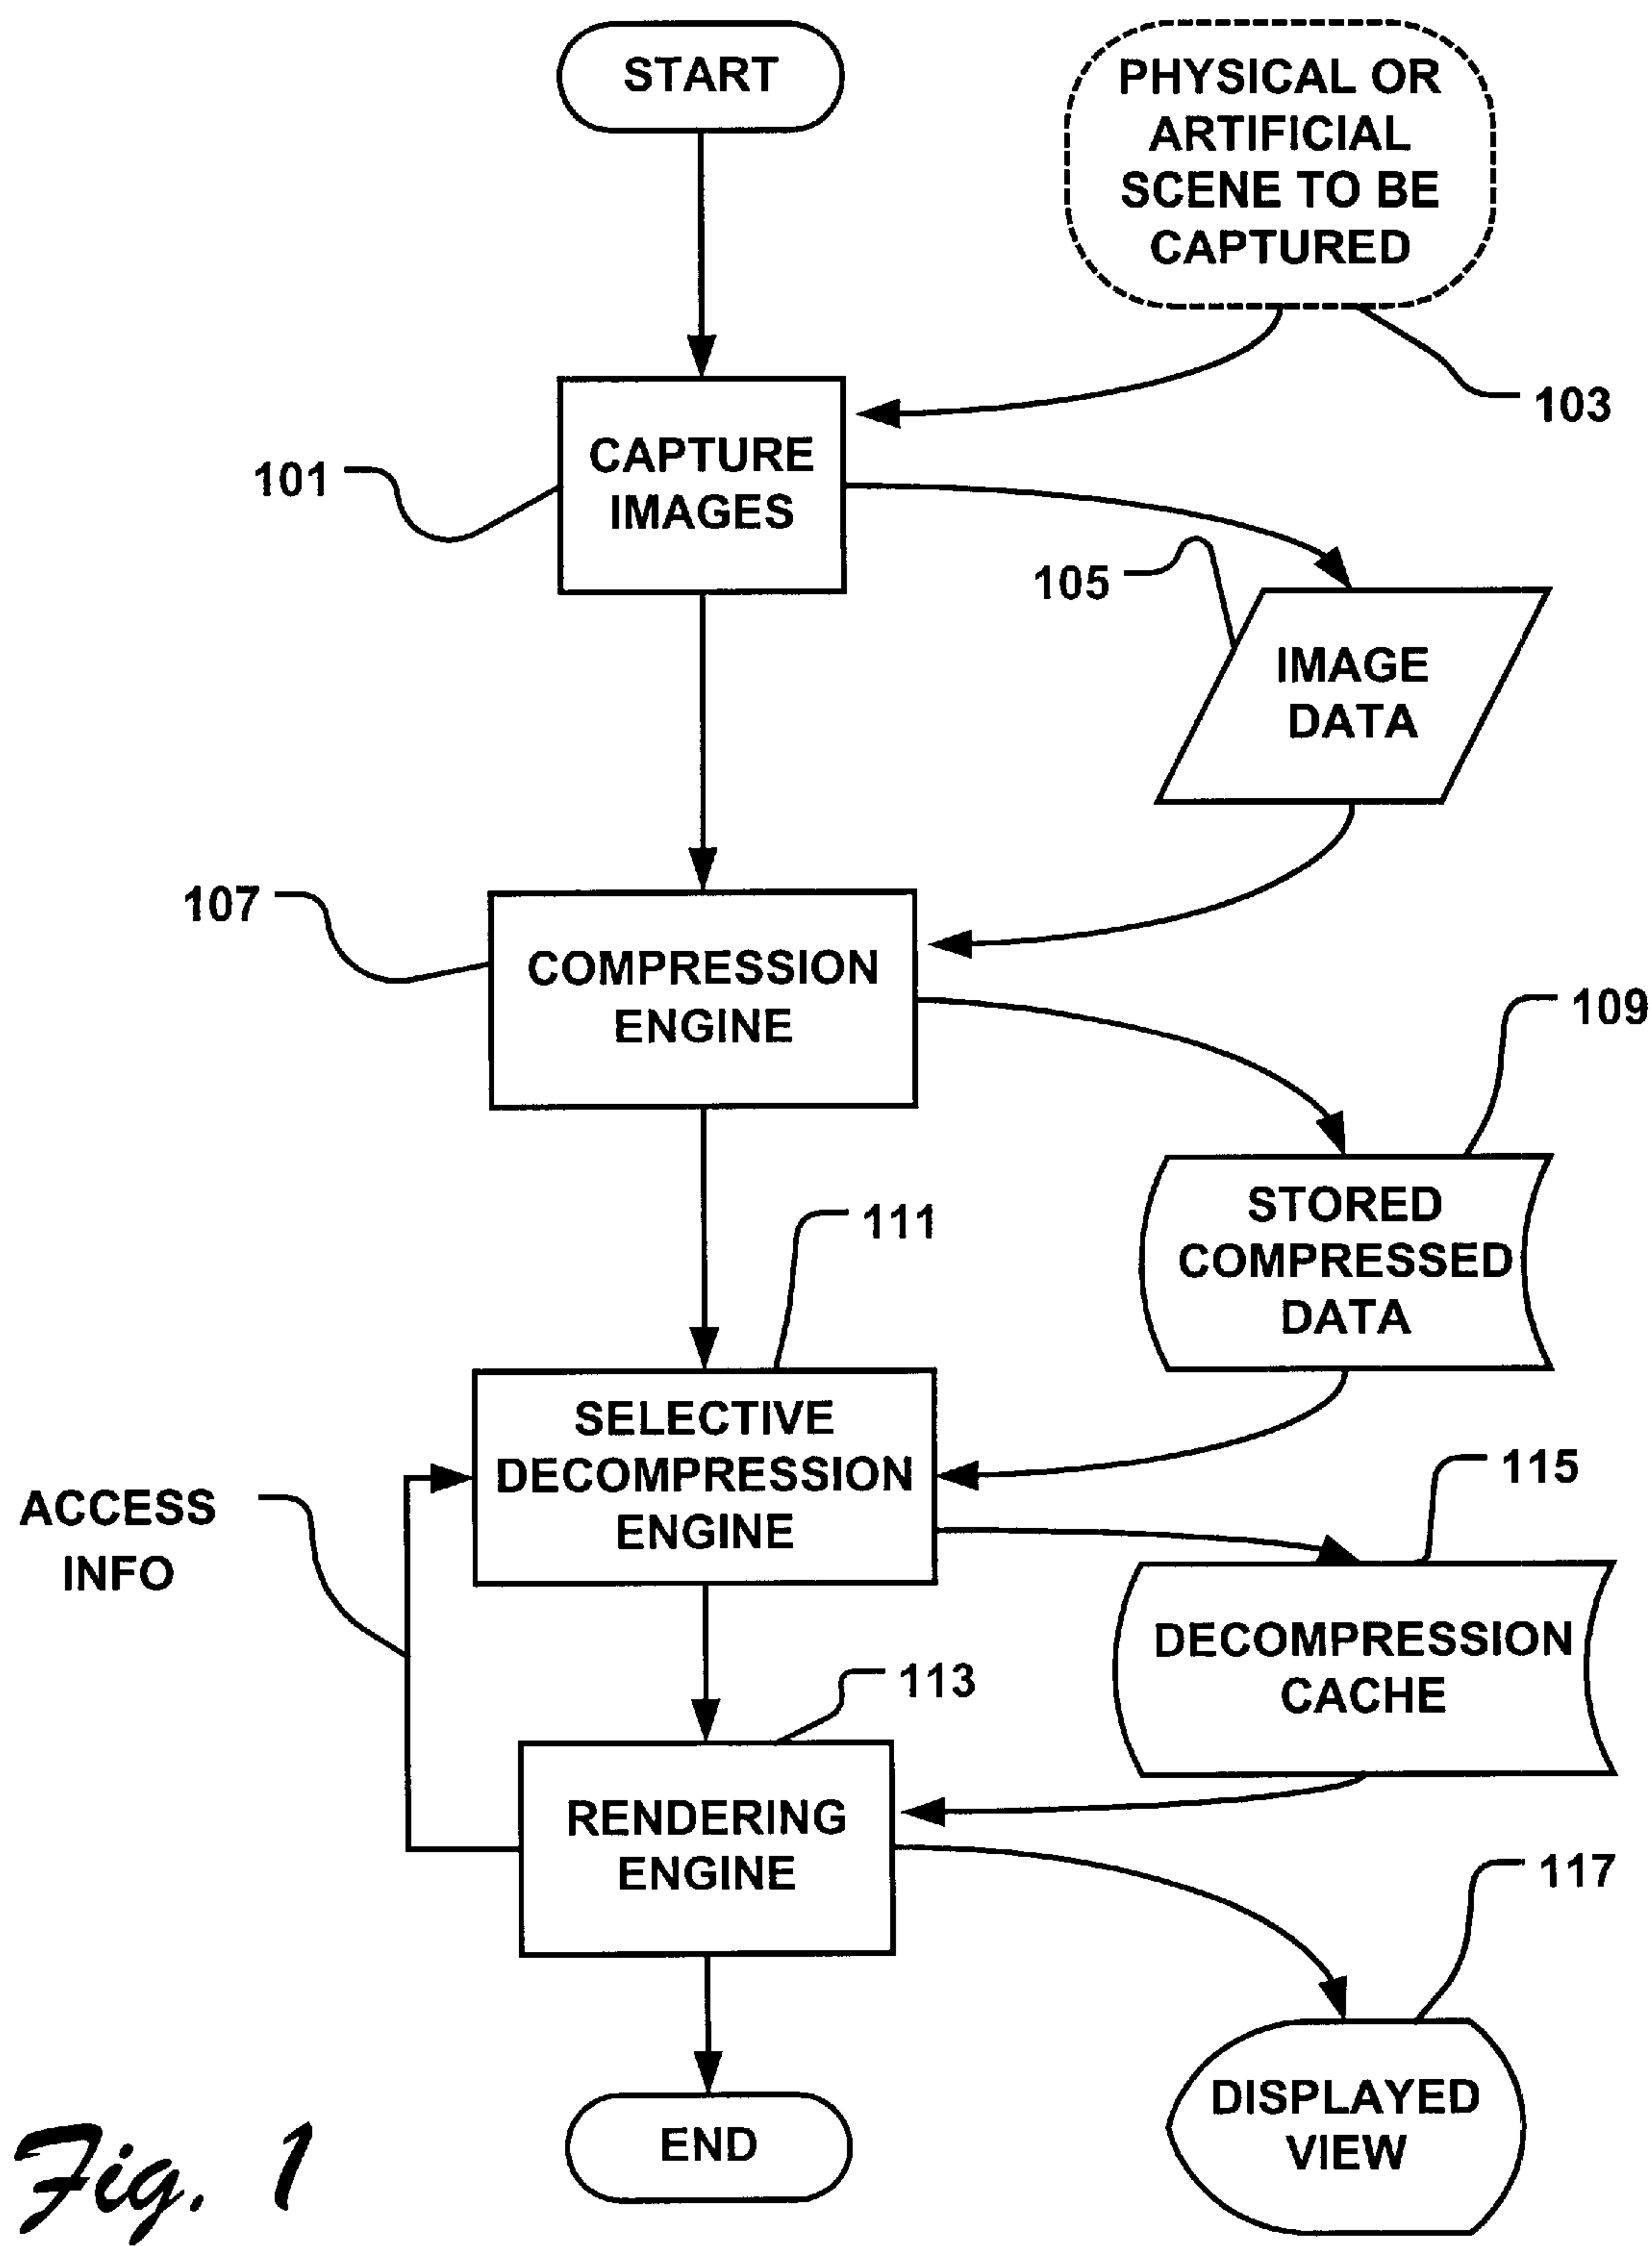 START
PHYSICAL OR
ARTIFICIAL
SCENE TO BE
CAPTURED
103
CAPTURE
IMAGES
101
105
IMAGE
DATA
107
COMPRESSION
ENGINE
109
STORED
COMPRESSED
DATA
111
SELECTIVE
DECOMPRESSION
ENGINE
ACCESS
INFO
115
DECOMPRESSION
CACHE
113
RENDERING
ENGINE
117
DISPLAYED
VIEW
END
Fig. 1